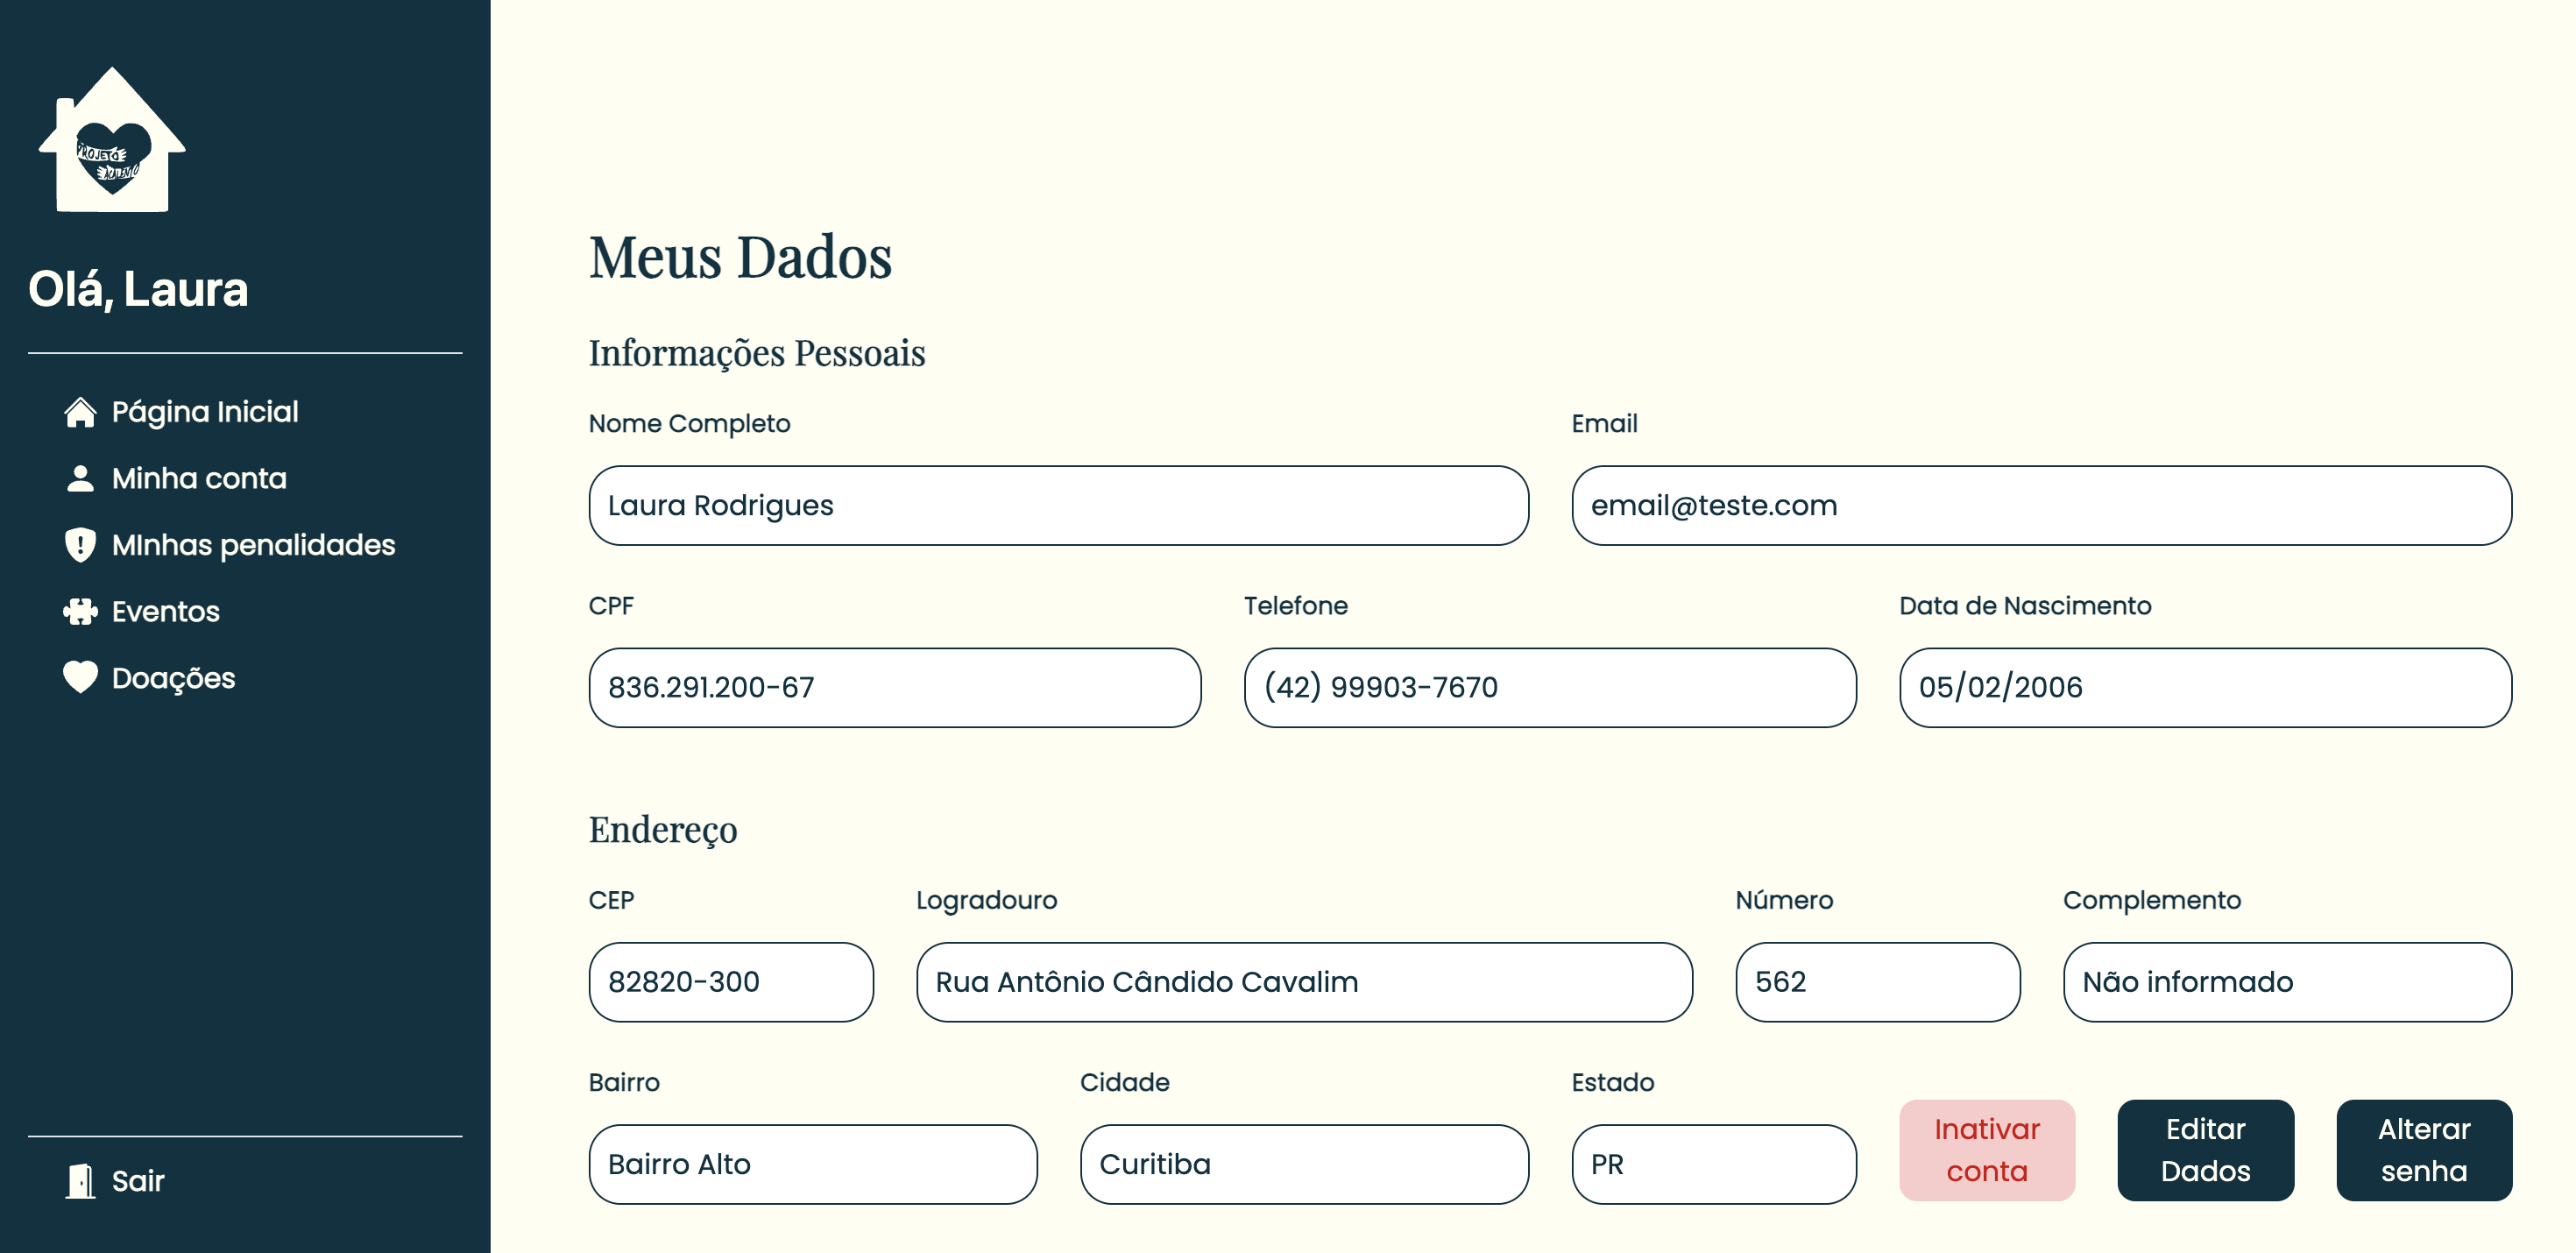 PROJETO
ACALENTO
Olá, Laura
Página Inicial
Minha conta
MInhas penalidades
Eventos
Doações
Sair
Meus Dados
Informações Pessoais
Nome Completo
Email
Laura Rodrigues
email@teste.com
CPF
Telefone
Data de Nascimento
836.291.200-67
(42) 99903-7670
05/02/2006
Endereço
CEP
Logradouro
Número
Complemento
82820-300
Rua Antônio Cândido Cavalim
562
Não informado
Bairro
Cidade
Estado
Bairro Alto
Curitiba
PR
Inativar
conta
Editar
Dados
Alterar
senha